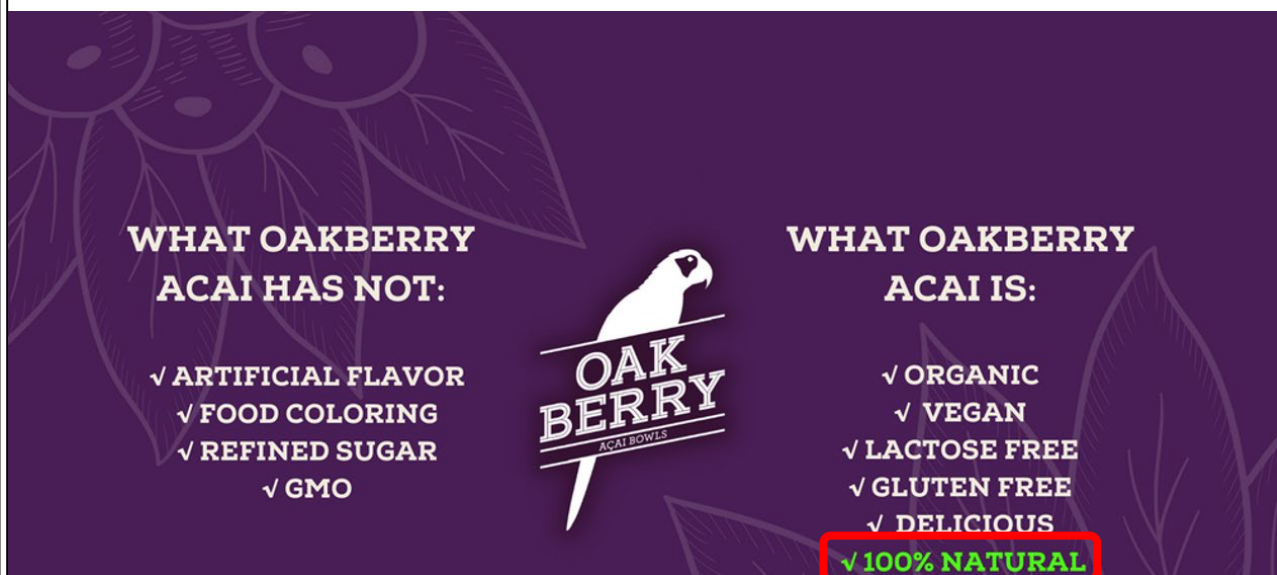 WHAT OAKBERRY
ACAI HAS NOT:
√ ARTIFICIAL FLAVOR
√ FOOD COLORING
√ REFINED SUGAR
√ GMO
OAK
BERRY
AÇAI BOWLS
WHAT OAKBERRY
ACAI IS:
√ ORGANIC
√ VEGAN
√ LACTOSE FREE
√ GLUTEN FREE
√ DELICIOUS
√ 100% NATURAL